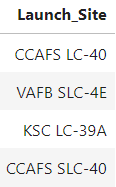 Launch_Site
CCAFS LC-40
VAFB SLC-4E
KSC LC-39A
CCAFS SLC-40